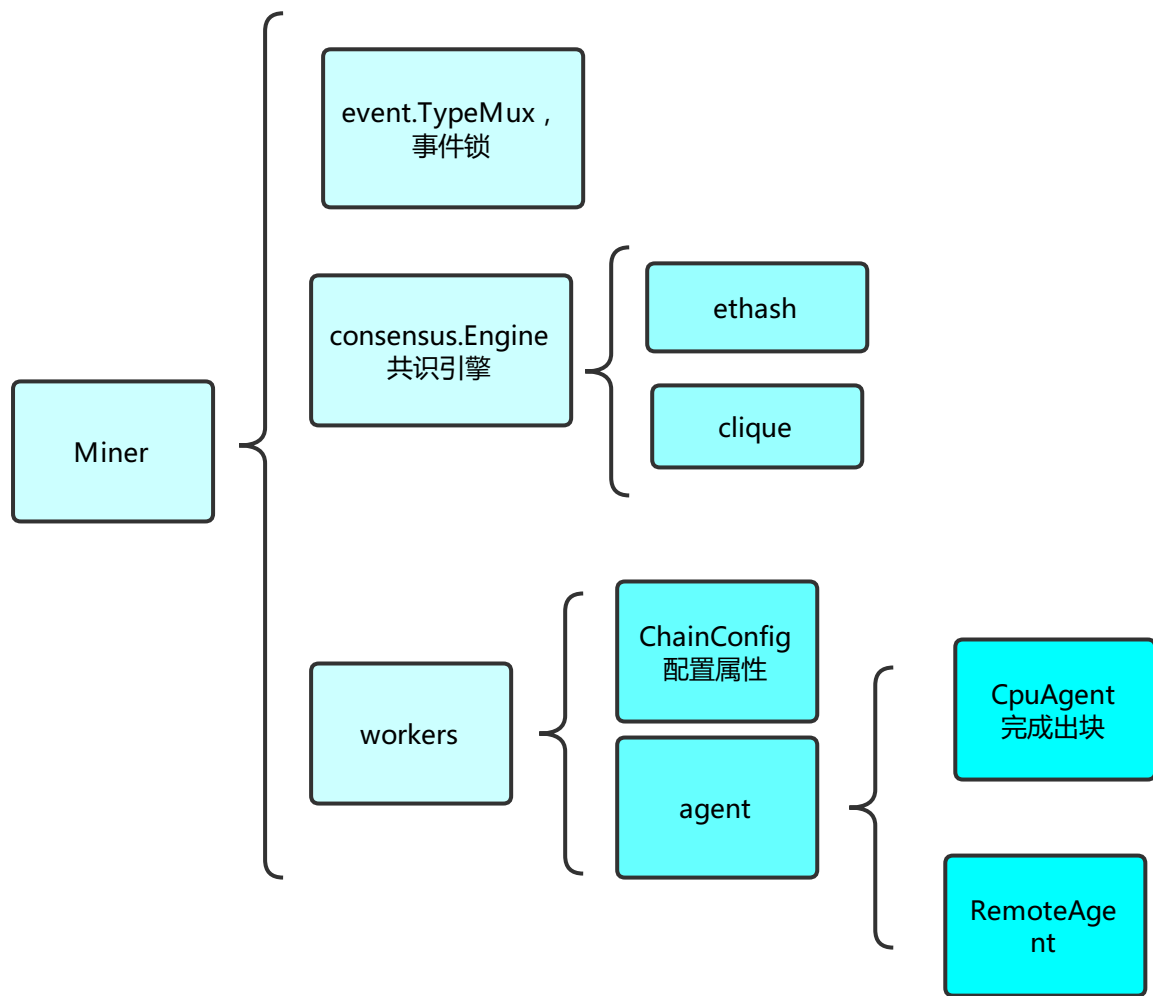 event.TypeMux，
事件锁
ethash
consensus.Engine
共识引擎
clique
Miner
ChainConfig
配置属性
CpuAgent
完成出块
workers
agent
RemoteAge
nt